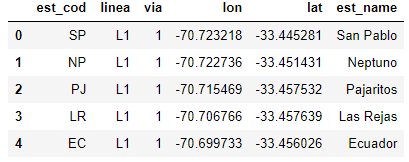 est_cod linea via lon lat est_name
0 SP L1 1 -70.723218 -33.445281 San Pablo
1 NP L1 1 -70.722736 -33.451431 Neptuno
2 PJ L1 1 -70.715469 -33.457532 Pajaritos
3 LR L1 1 -70.706766 -33.457639 Las Rejas
4 EC L1 1 -70.699733 -33.456026 Ecuador